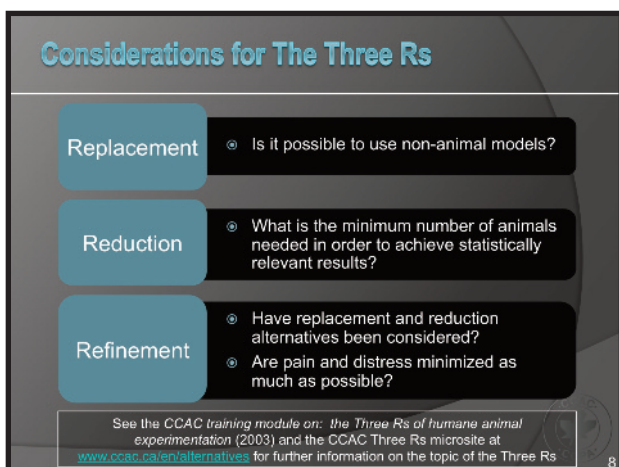 Considerations for The Three Rs
Replacement
Is it possible to use non-animal models?
Reduction
What is the minimum number of animals
needed in order to achieve statistically
relevant results?
Refinement
Have replacement and reduction
alternatives been considered?
Are pain and distress minimized as
much as possible?
See the CCAC training module on: the Three Rs of humane animal
experimentation (2003) and the CCAC Three Rs microsite at
www.ccac.ca/en/alternatives for further information on the topic of the Three Rs
8